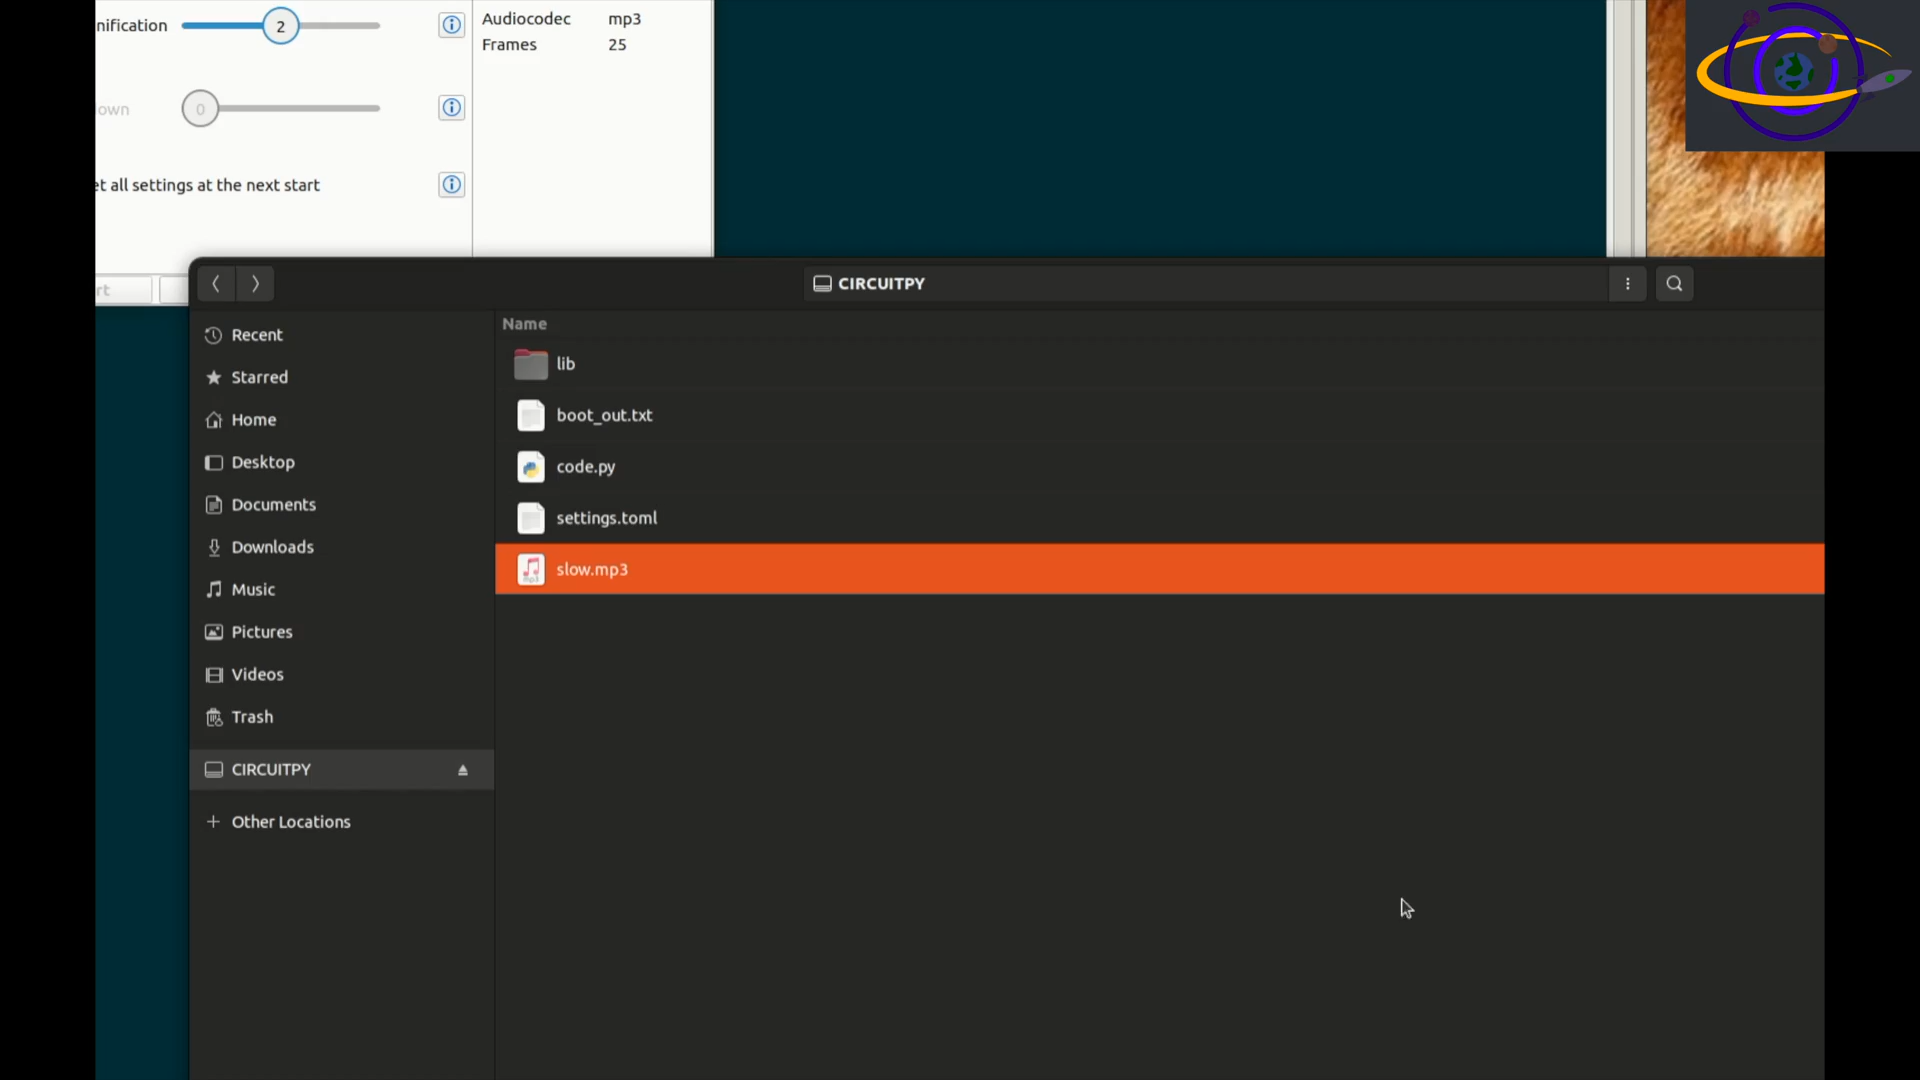 nification
2
Audiocodec mp3
Frames 25
own
0
et all settings at the next start
rt
CIRCUITPY
Recent
Starred
Home
Desktop
Documents
Downloads
Music
Pictures
Videos
Trash
CIRCUITPY
Other Locations
Name
lib
boot_out.txt
code.py
settings.toml
mp3
slow.mp3